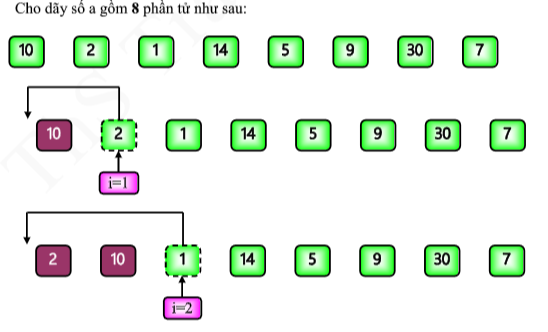 Cho dãy số a gồm 8 phần tử như sau:
10 2 1 14 5 9 30 7
10 2 1 14 5 9 30 7
i=1
2 10 1 14 5 9 30 7
i=2